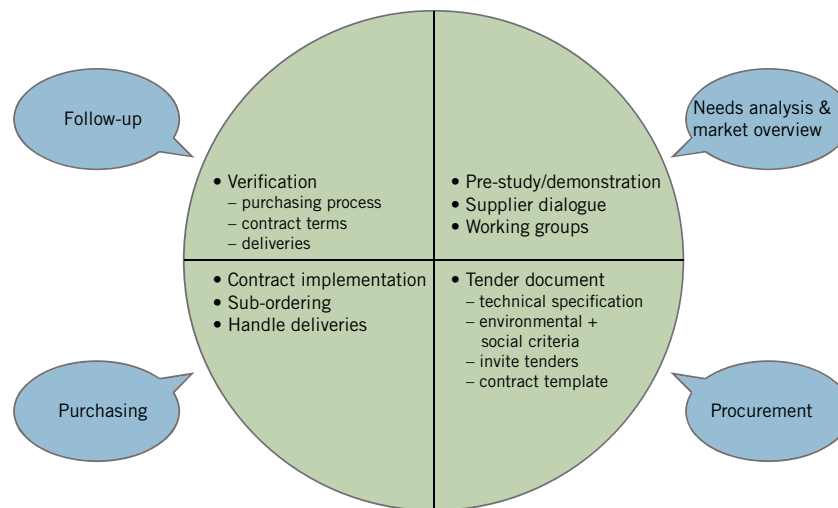 Follow-up
Needs analysis &
market overview
• Verification
– purchasing process
– contract terms
– deliveries
• Pre-study/demonstration
• Supplier dialogue
• Working groups
• Contract implementation
• Sub-ordering
• Handle deliveries
• Tender document
– technical specification
– environmental +
social criteria
– invite tenders
– contract template
Purchasing
Procurement